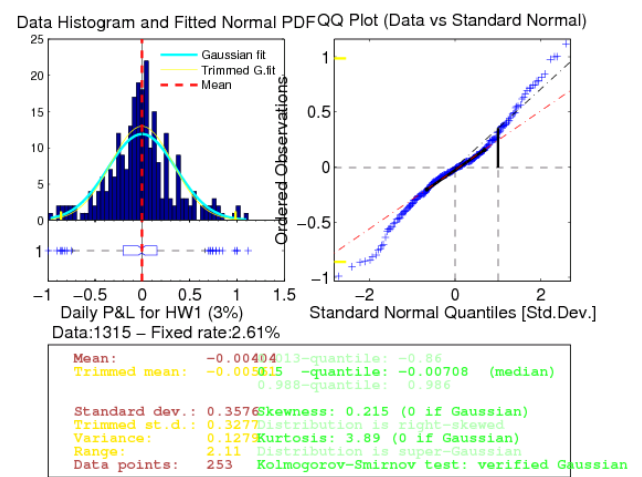 Data Histogram and Fitted Normal PDF
QQ Plot (Data vs Standard Normal)
25
20
15
10
5
0
Gaussian fit
Trimmed G.fit
Mean
1
−1
−0.5
0
0.5
1
1.5
Daily P&L for HW1 (3%)
Data:1315 − Fixed rate:2.61%
Ordered Observations
1
0.5
0
−0.5
−1
−2
0
2
Standard Normal Quantiles [Std.Dev.]
Mean: −0.00404
Trimmed mean:
0.5 −quantile: −0.00708 (median)
0.988−quantile: 0.986
Standard dev.: 0.3576 Skewness: 0.215 (0 if Gaussian)
Trimmed st.d.: 0.3277 Distribution is right−skewed
Variance: 0.1279 Kurtosis: 3.89 (0 if Gaussian)
Range: 2.11 Distribution is super−Gaussian
Data points: 253 Kolmogorov−Smirnov test: verified Gaussian